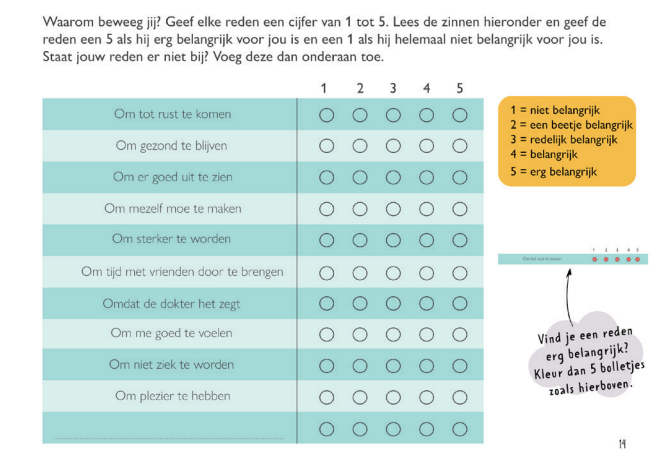 Waarom beweeg jij? Geef elke reden een cijfer van 1 tot 5. Lees de zinnen hieronder en geef de
reden een 5 als hij erg belangrijk voor jou is en een 1 als hij helemaal niet belangrijk voor jou is.
Staat jouw reden er niet bij? Voeg deze dan onderaan toe.
1 2 3 4 5
Om tot rust te komen
Om gezond te blijven
Om er goed uit te zien
Om mezelf moe te maken
Om sterker te worden
Om tijd met vrienden door te brengen
Omdat de dokter het zegt
Om me goed te voelen
Om niet ziek te worden
Om plezier te hebben
1 = niet belangrijk
2 = een beetje belangrijk
3 = redelijk belangrijk
4 = belangrijk
5 = erg belangrijk
1 2 3 4 5
Om tot rust te komen
Vind je een reden
erg belangrijk?
Kleur dan 5 bolletjes
zoals hierboven.
14